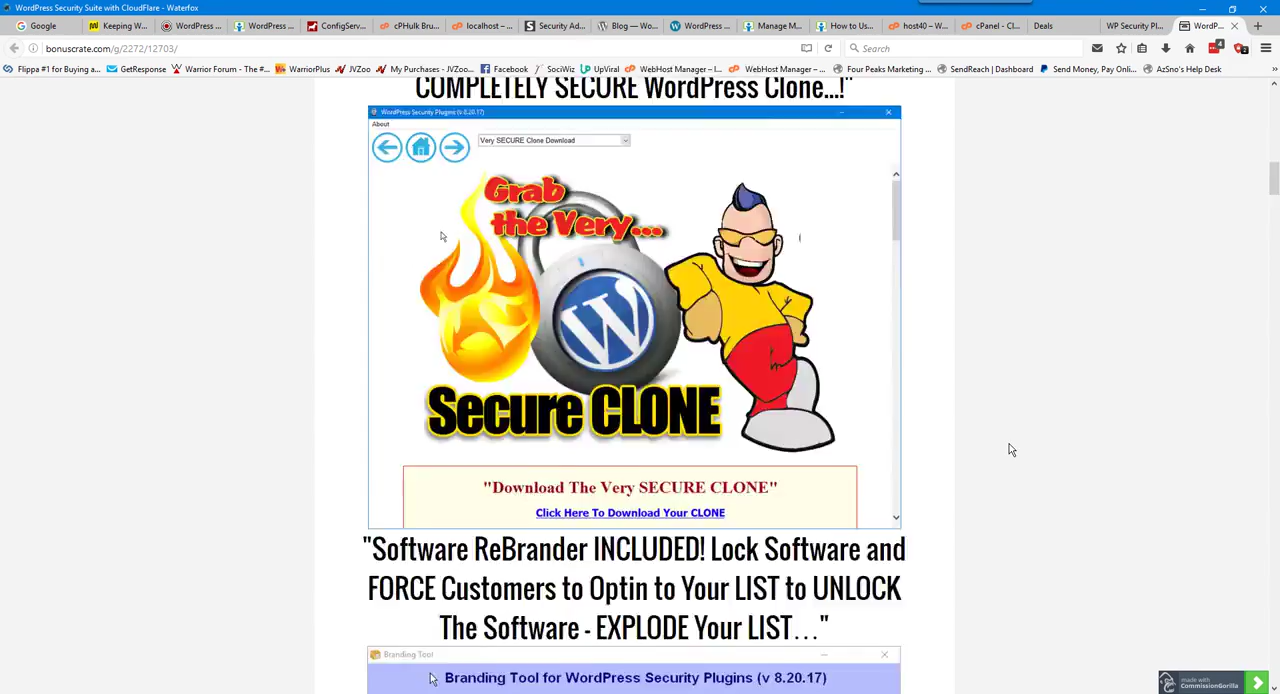 WordPress Security Suite with CloudFlare - Waterfox
Google
Keeping W...
WordPress ...
WordPress ...
ConfigServ...
cPHulk Bru...
localhost – ...
Security Ad...
Blog — Wo...
WordPress ...
Manage M...
How to Us...
host40 – W...
cPanel - Cl...
Deals
WP Security Pl...
WordP...
bonuscrate.com/g/2272/12703/
Search
4
Flippa #1 for Buying a...
GetResponse
Warrior Forum - The #...
WarriorPlus
JVZoo
My Purchases - JVZoo...
Facebook
SociWiz
UpViral
WebHost Manager – l...
WebHost Manager –...
Four Peaks Marketing ...
SendReach | Dashboard
Send Money, Pay Onli...
AzSno's Help Desk
COMPLETELY SECURE WordPress Clone...!"
WordPress Security Plugins (v 8.20.17)
About
Very SECURE Clone Download
Grab
the Very...
W
Secure CLONE
"Download The Very SECURE CLONE"
Click Here To Download Your CLONE
"Software ReBrander INCLUDED! Lock Software and
FORCE Customers to Optin to Your LIST to UNLOCK
The Software - EXPLODE Your LIST…"
Branding Tool
Branding Tool for WordPress Security Plugins (v 8.20.17)
made with
COMMISSIONGorilla